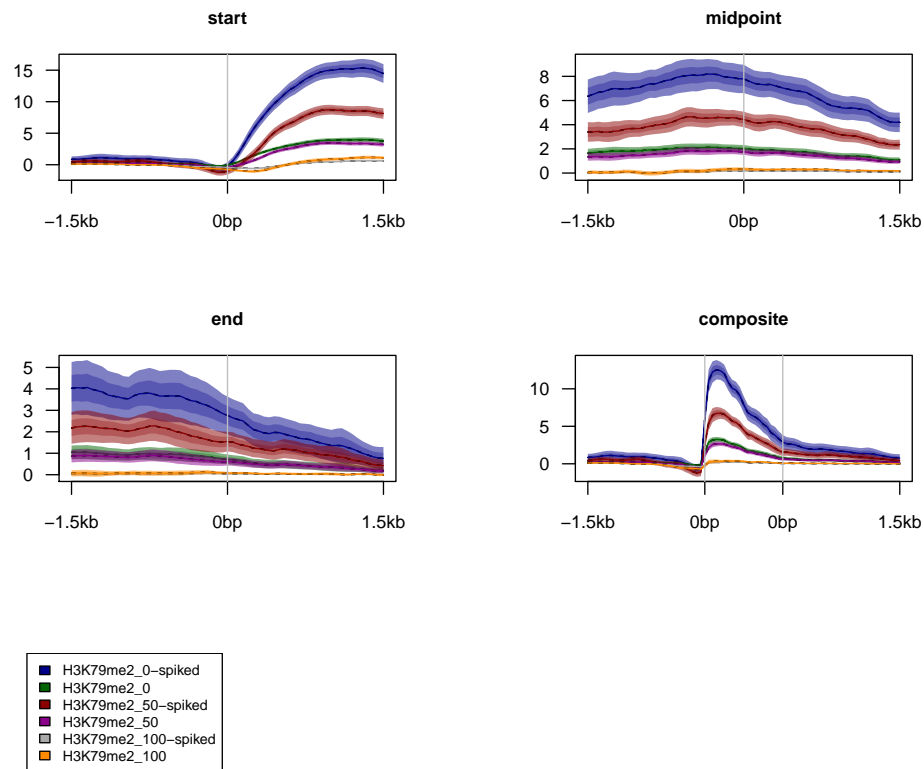 start
15
10
5
0
−1.5kb
0bp
1.5kb
midpoint
8
6
4
2
0
−1.5kb
0bp
1.5kb
end
5
4
3
2
1
0
−1.5kb
0bp
1.5kb
composite
10
5
0
−1.5kb
0bp
0bp
1.5kb
H3K79me2_0−spiked
H3K79me2_0
H3K79me2_50−spiked
H3K79me2_50
H3K79me2_100−spiked
H3K79me2_100